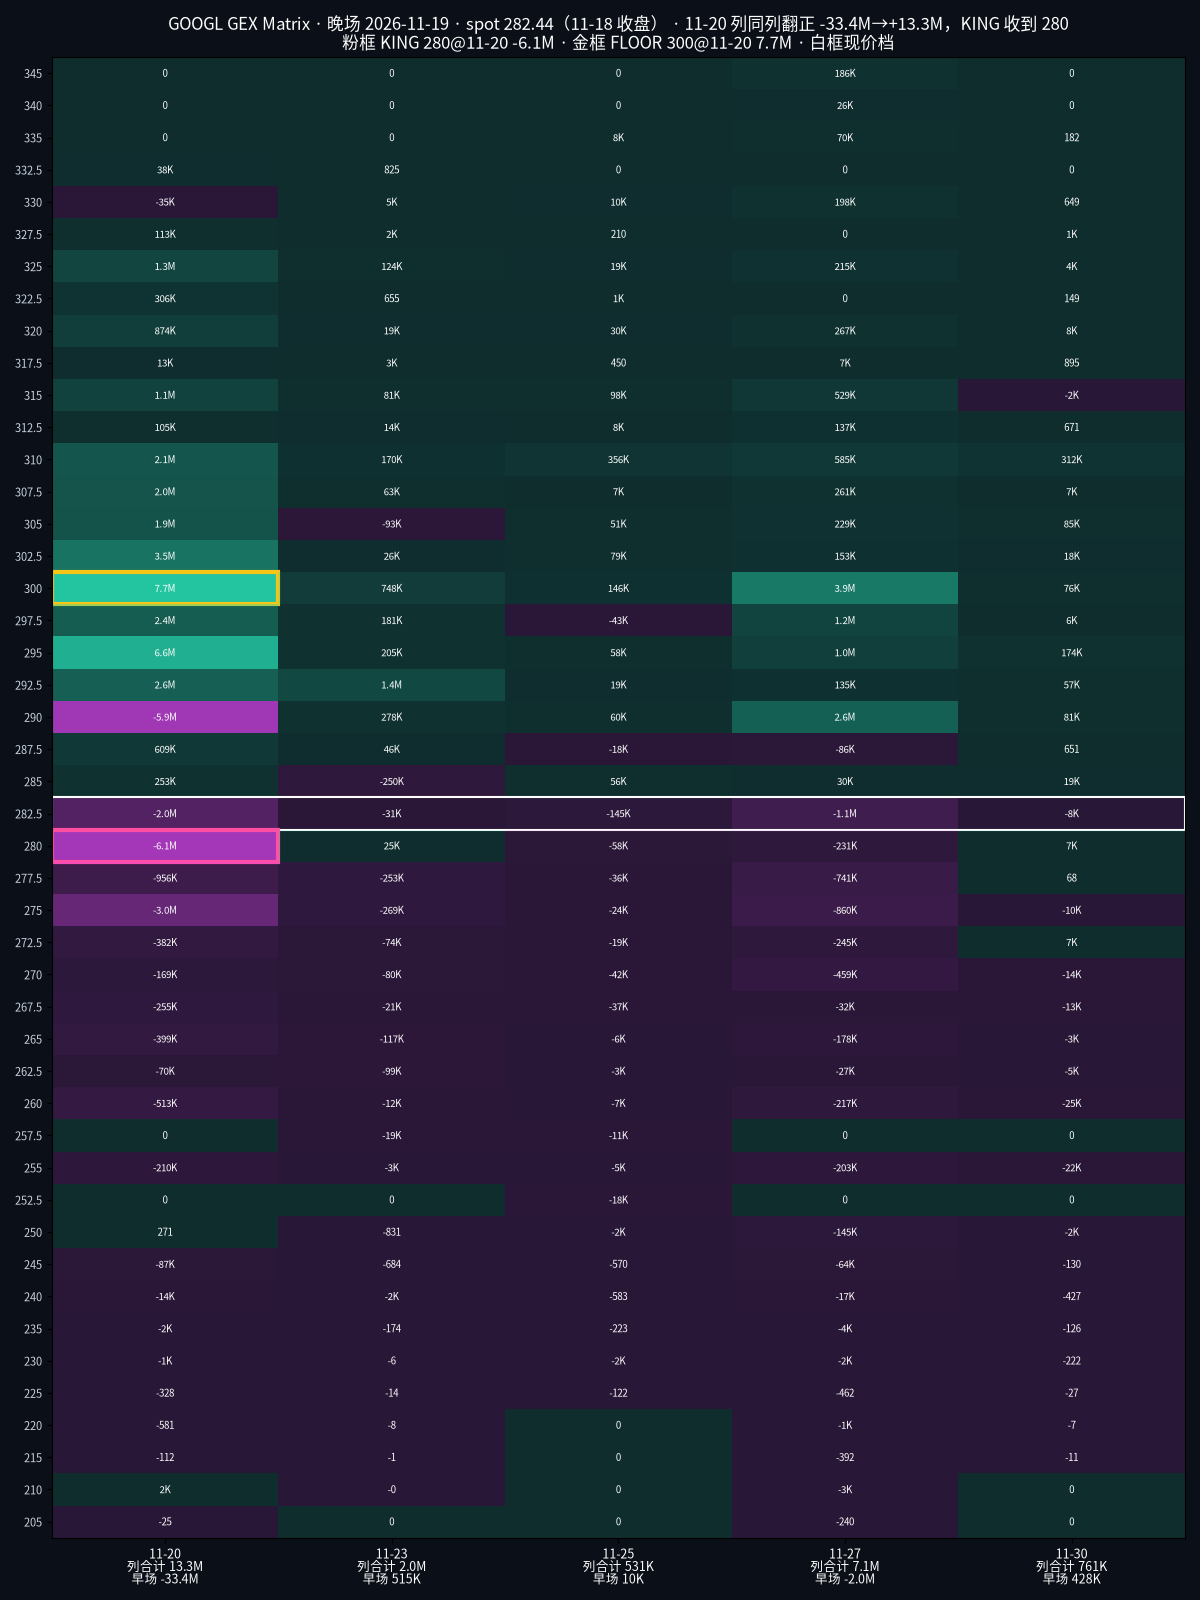 GOOGL GEX Matrix · 晚场 2026-11-19 · spot 282.44（11-18 收盘） · 11-20 列同列翻正 -33.4M→+13.3M，KING 收到 280
粉框 KING 280@11-20 -6.1M · 金框 FLOOR 300@11-20 7.7M · 白框现价档
345 0 0 0 186K 0
340 0 0 0 26K 0
335 0 0 8K 70K 182
332.5 38K 825 0 0 0
330 -35K 5K 10K 198K 649
327.5 113K 2K 210 0 1K
325 1.3M 124K 19K 215K 4K
322.5 306K 655 1K 0 149
320 874K 19K 30K 267K 8K
317.5 13K 3K 450 7K 895
315 1.1M 81K 98K 529K -2K
312.5 105K 14K 8K 137K 671
310 2.1M 170K 356K 585K 312K
307.5 2.0M 63K 7K 261K 7K
305 1.9M -93K 51K 229K 85K
302.5 3.5M 26K 79K 153K 18K
300 7.7M 748K 146K 3.9M 76K
297.5 2.4M 181K -43K 1.2M 6K
295 6.6M 205K 58K 1.0M 174K
292.5 2.6M 1.4M 19K 135K 57K
290 -5.9M 278K 60K 2.6M 81K
287.5 609K 46K -18K -86K 651
285 253K -250K 56K 30K 19K
282.5 -2.0M -31K -145K -1.1M -8K
280 -6.1M 25K -58K -231K 7K
277.5 -956K -253K -36K -741K 68
275 -3.0M -269K -24K -860K -10K
272.5 -382K -74K -19K -245K 7K
270 -169K -80K -42K -459K -14K
267.5 -255K -21K -37K -32K -13K
265 -399K -117K -6K -178K -3K
262.5 -70K -99K -3K -27K -5K
260 -513K -12K -7K -217K -25K
257.5 0 -19K -11K 0 0
255 -210K -3K -5K -203K -22K
252.5 0 0 -18K 0 0
250 271 -831 -2K -145K -2K
245 -87K -684 -570 -64K -130
240 -14K -2K -583 -17K -427
235 -2K -174 -223 -4K -126
230 -1K -6 -2K -2K -222
225 -328 -14 -122 -462 -27
220 -581 -8 0 -1K -7
215 -112 -1 0 -392 -11
210 2K -0 0 -3K 0
205 -25 0 0 -240 0
11-20 11-23 11-25 11-27 11-30
列合计 13.3M 列合计 2.0M 列合计 531K 列合计 7.1M 列合计 761K
早场 -33.4M 早场 515K 早场 10K 早场 -2.0M 早场 428K